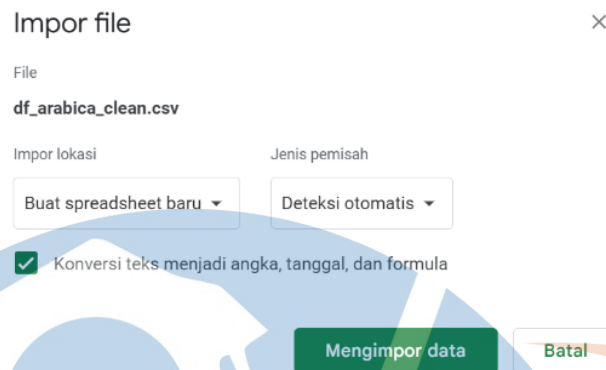 Impor file
File
df_arabica_clean.csv
Impor lokasi Jenis pemisah
Buat spreadsheet baru Deteksi otomatis
Konversi teks menjadi angka, tanggal, dan formula
Mengimpor data Batal